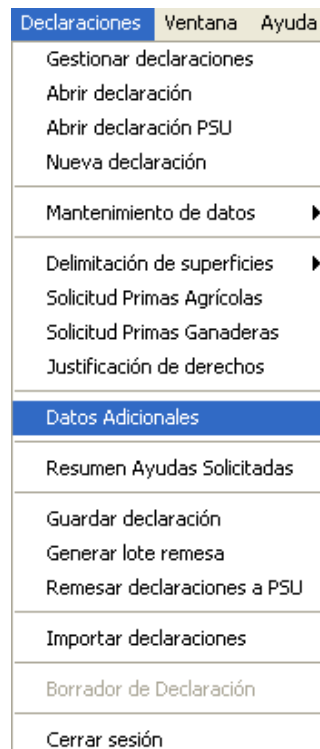 Declaraciones Ventana Ayuda
Gestionar declaraciones
Abrir declaración
Abrir declaración PSU
Nueva declaración
Mantenimiento de datos
Delimitación de superficies
Solicitud Primas Agrícolas
Solicitud Primas Ganaderas
Justificación de derechos
Datos Adicionales
Resumen Ayudas Solicitadas
Guardar declaración
Generar lote remesa
Remesar declaraciones a PSU
Importar declaraciones
Borrador de Declaración
Cerrar sesión